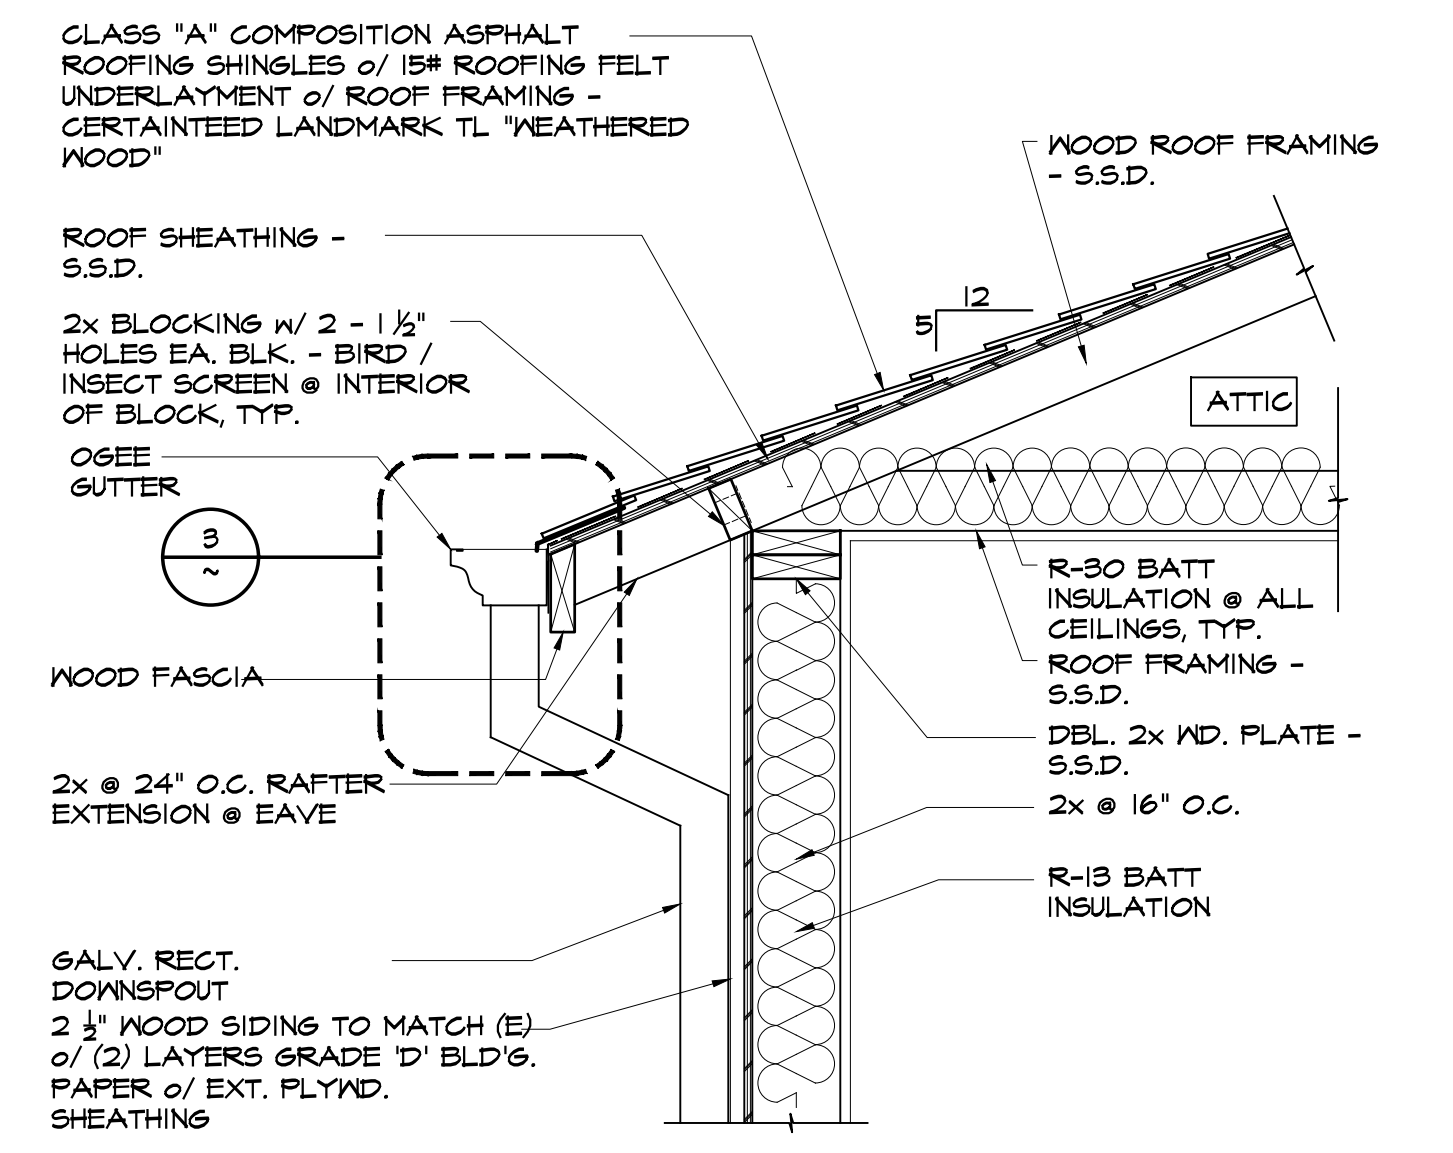 CLASS "A" COMPOSITION ASPHALT
ROOFING SHINGLES o/ 15# ROOFING FELT
UNDERLAYMENT o/ ROOF FRAMING -
CERTAINTEED LANDMARK TL "WEATHERED
WOOD"
WOOD ROOF FRAMING
- S.S.D.
ROOF SHEATHING -
S.S.D.
12
5
2x BLOCKING w/ 2 - 1 ½"
HOLES EA. BLK. - BIRD /
INSECT SCREEN @ INTERIOR
OF BLOCK, TYP.
ATTIC
OGEE
GUTTER
3
~
R-30 BATT
INSULATION @ ALL
CEILINGS, TYP.
ROOF FRAMING -
S.S.D.
WOOD FASCIA
DBL. 2x WD. PLATE -
S.S.D.
2x @ 24" O.C. RAFTER
EXTENSION @ EAVE
2x @ 16" O.C.
R-13 BATT
INSULATION
GALV. RECT.
DOWNSPOUT
2 ½" WOOD SIDING TO MATCH (E)
o/ (2) LAYERS GRADE 'D' BLD'G.
PAPER o/ EXT. PLYWD.
SHEATHING